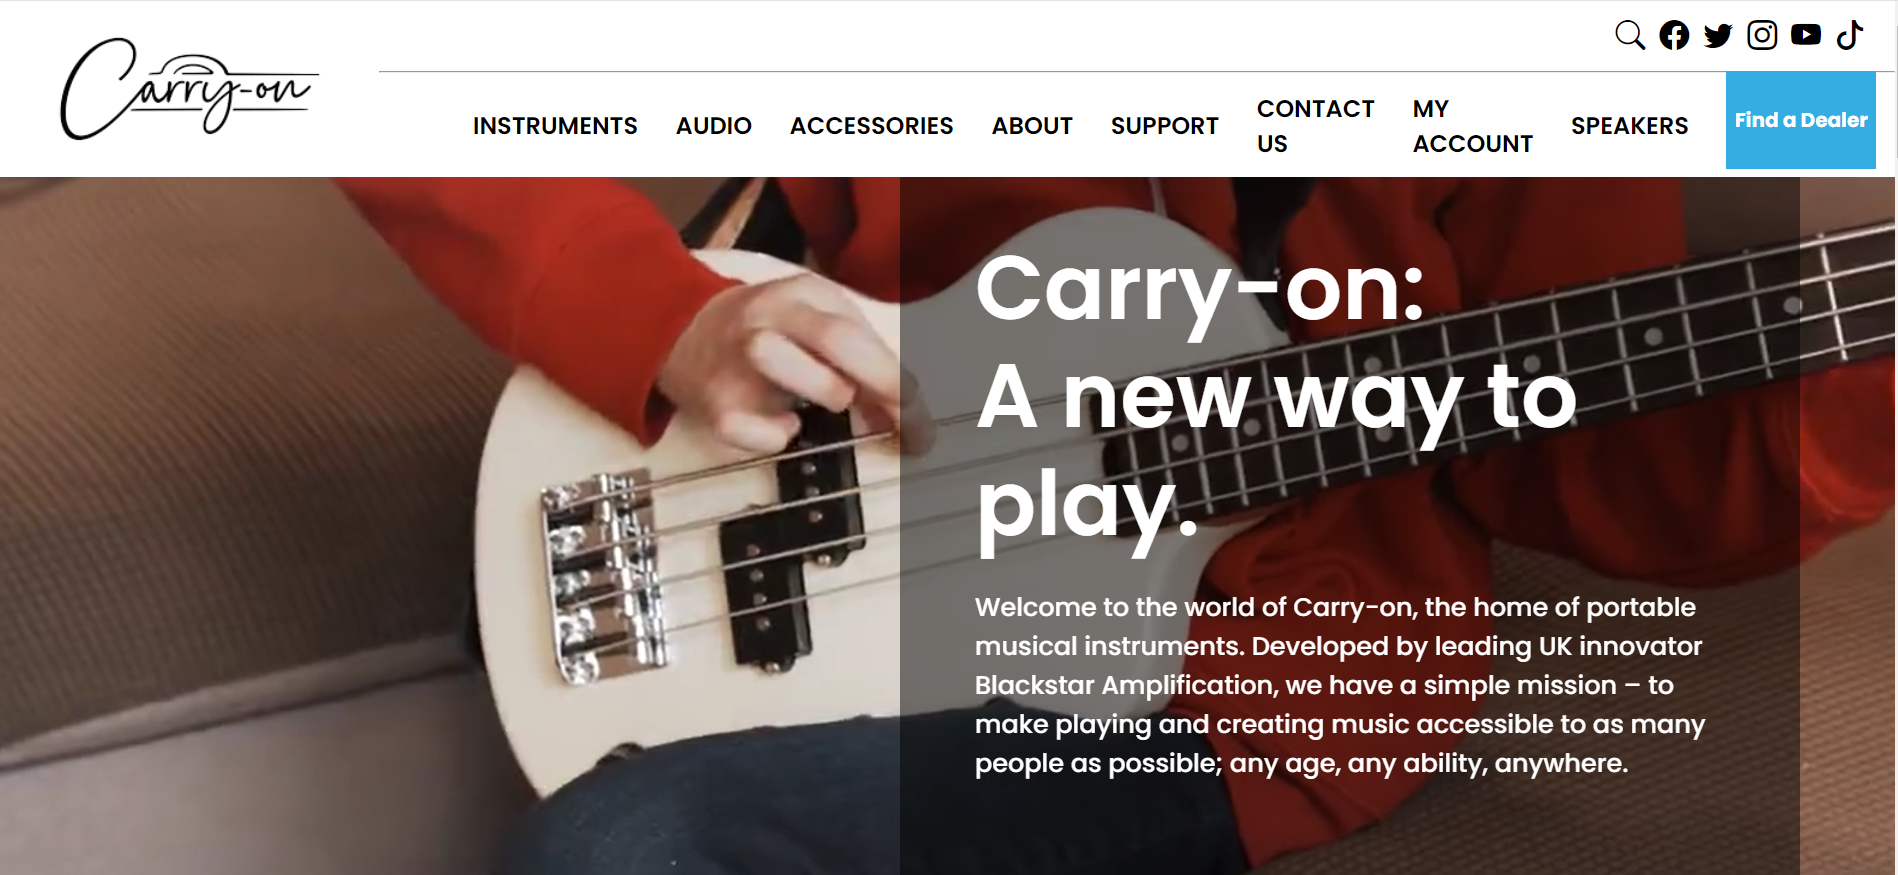 Carry-on
INSTRUMENTS
AUDIO
ACCESSORIES
ABOUT
SUPPORT
CONTACT
US
MY
ACCOUNT
SPEAKERS
Find a Dealer
Carry-on:
A new way to
play.
Welcome to the world of Carry-on, the home of portable
musical instruments. Developed by leading UK innovator
Blackstar Amplification, we have a simple mission – to
make playing and creating music accessible to as many
people as possible; any age, any ability, anywhere.